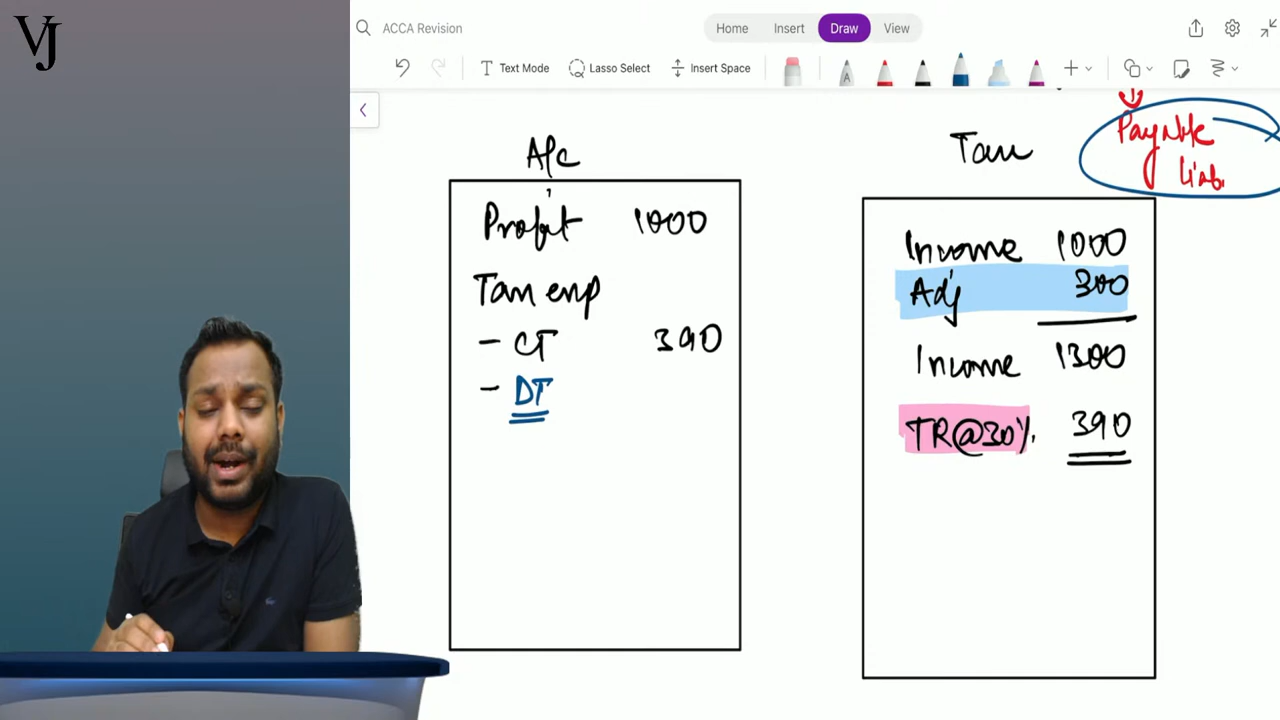 VJ
ACCA Revision
Home Insert Draw View
Text Mode Lasso Select Insert Space
A/c
Profit 1000
Tax exp
- CT 390
- DT
Tax
Payable
liab.
Income 1000
Adj 300
Income 1300
TR@30% 390